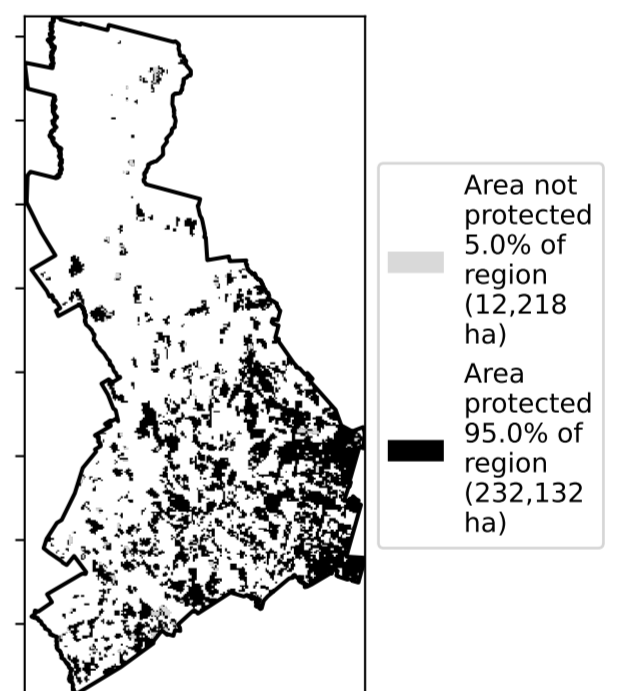 Area not
protected
5.0% of
region
(12,218
ha)
Area
protected
95.0% of
region
(232,132
ha)